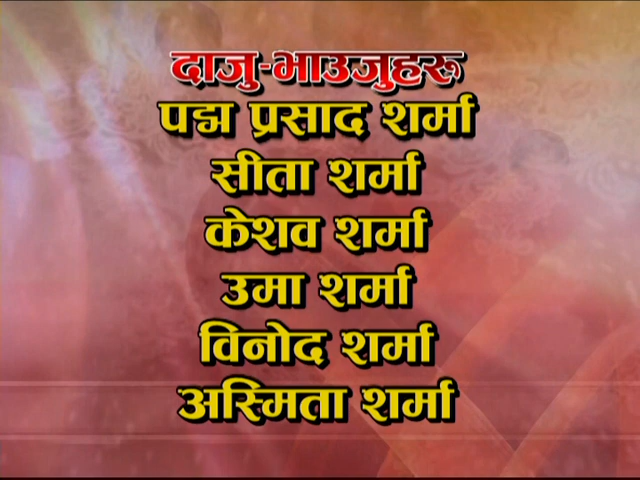 दाजु-भाउजुहरू
पद्म प्रसाद शर्मा
सीता शर्मा
केशव शर्मा
उमा शर्मा
विनोद शर्मा
अस्मिता शर्मा